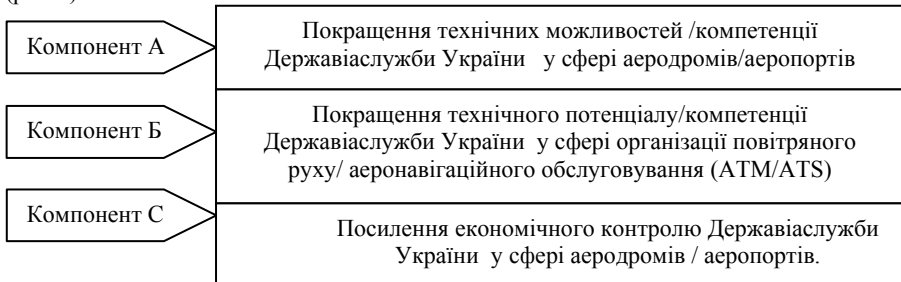 Компонент А
Покращення технічних можливостей /компетенції
Державіаслужби України у сфері аеродромів/аеропортів
Компонент Б
Покращення технічного потенціалу/компетенції
Державіаслужби України у сфері організації повітряного
руху/ аеронавігаційного обслуговування (ATM/ATS)
Компонент С
Посилення економічного контролю Державіаслужби
України у сфері аеродромів / аеропортів.